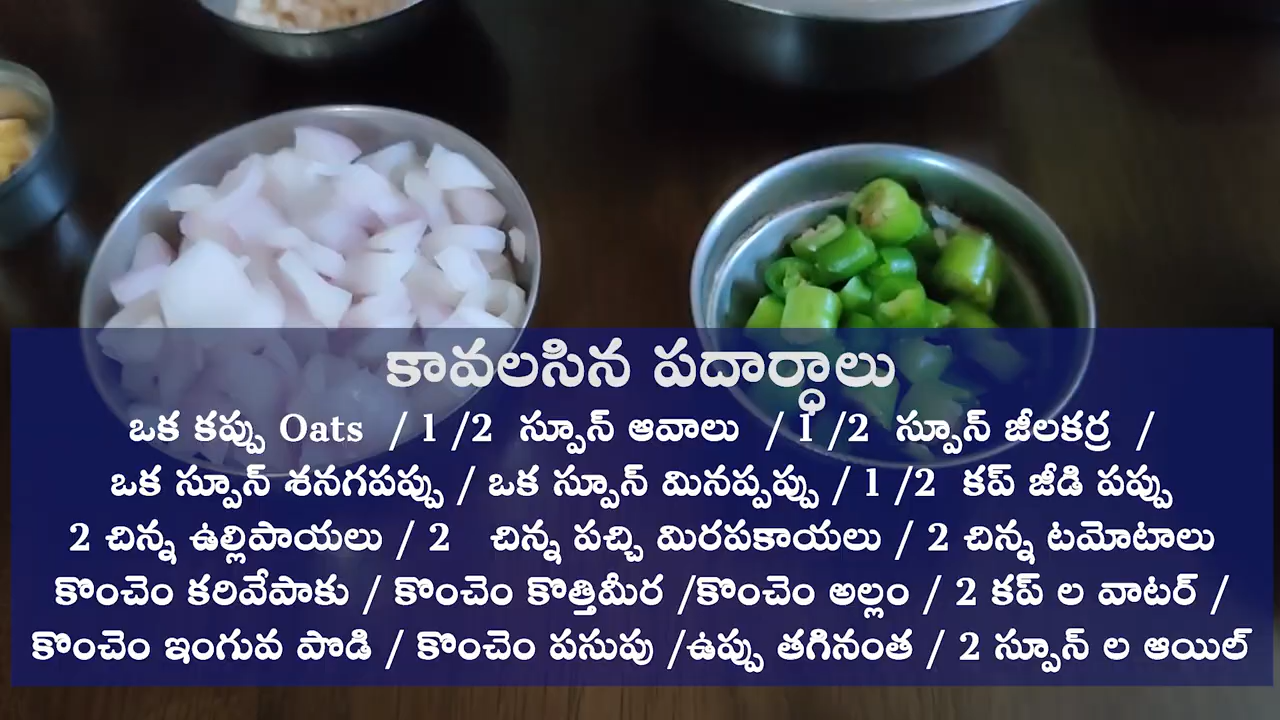 కావలసిన పదార్ధాలు
ఒక కప్పు Oats / 1 /2 స్పూన్ ఆవాలు / 1 /2 స్పూన్ జీలకర్ర /
ఒక స్పూన్ శనగపప్పు / ఒక స్పూన్ మినప్పప్పు / 1 /2 కప్ జీడి పప్పు
2 చిన్న ఉల్లిపాయలు / 2 చిన్న పచ్చి మిరపకాయలు / 2 చిన్న టమోటాలు
కొంచెం కరివేపాకు / కొంచెం కొత్తిమీర /కొంచెం అల్లం / 2 కప్ ల వాటర్ /
కొంచెం ఇంగువ పొడి / కొంచెం పసుపు /ఉప్పు తగినంత / 2 స్పూన్ ల ఆయిల్